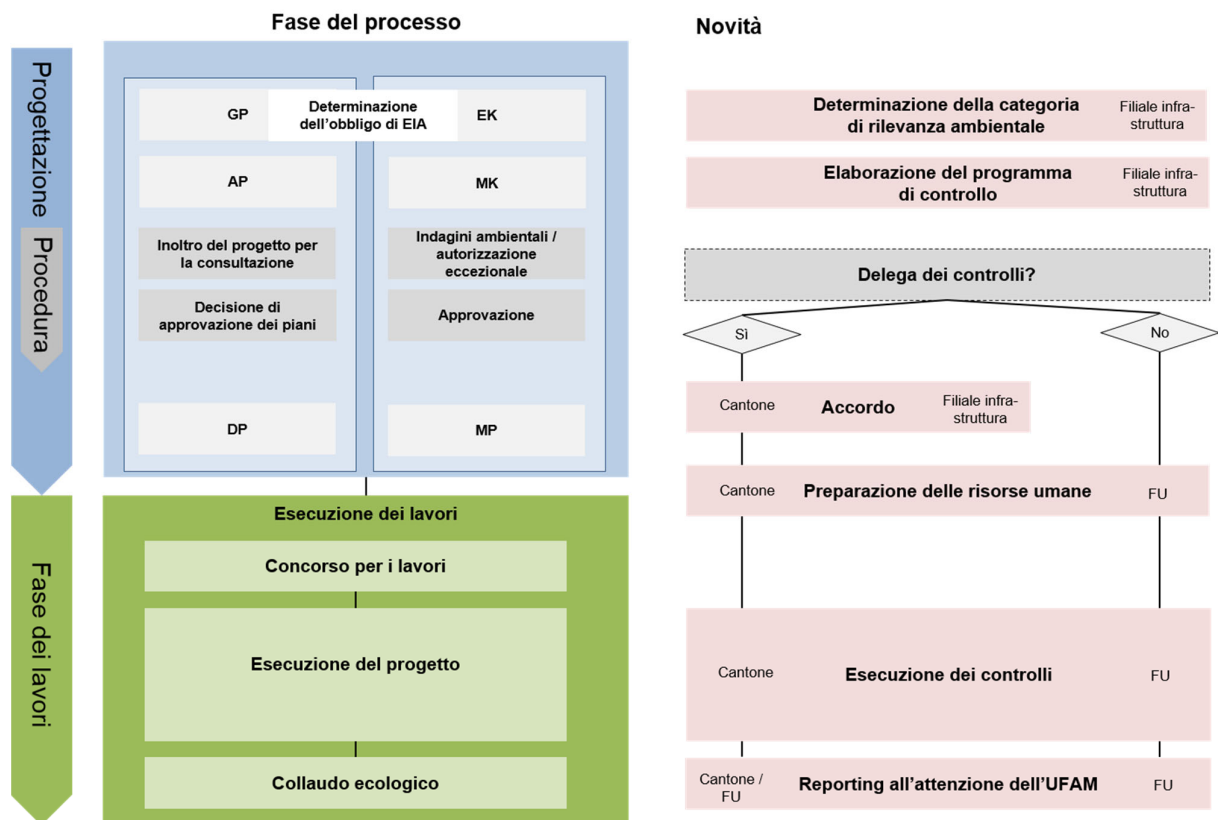 Fase del processo
Novità
Progettazione
Procedura
Fase dei lavori
GP
Determinazione
dell'obbligo di EIA
EK
AP
MK
Inoltro del progetto per
la consultazione
Indagini ambientali /
autorizzazione
eccezionale
Decisione di
approvazione dei piani
Approvazione
DP
MP
Esecuzione dei lavori
Concorso per i lavori
Esecuzione del progetto
Collaudo ecologico
Determinazione della categoria
di rilevanza ambientale
Filiale infra-
struttura
Elaborazione del programma
di controllo
Filiale infra-
struttura
Delega dei controlli?
Sì
No
Cantone
Accordo
Filiale infra-
struttura
Cantone
Preparazione delle risorse umane
FU
Cantone
Esecuzione dei controlli
FU
Cantone /
FU
Reporting all'attenzione dell'UFAM
FU